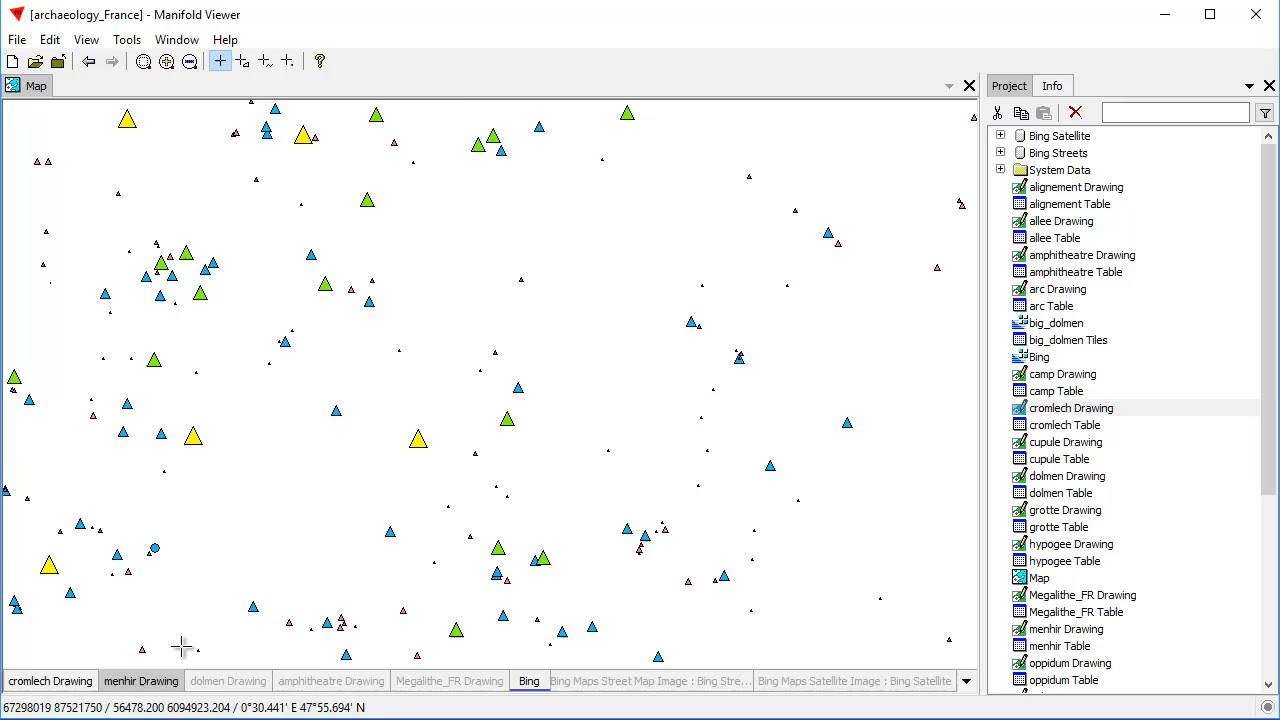 [archaeology_France] - Manifold Viewer
File Edit View Tools Window Help
Map
Project Info
Bing Satellite
Bing Streets
System Data
alignement Drawing
alignement Table
allee Drawing
allee Table
amphitheatre Drawing
amphitheatre Table
arc Drawing
arc Table
big_dolmen
big_dolmen Tiles
Bing
camp Drawing
camp Table
cromlech Drawing
cromlech Table
cupule Drawing
cupule Table
dolmen Drawing
dolmen Table
grotte Drawing
grotte Table
hypogee Drawing
hypogee Table
Map
Megalithe_FR Drawing
Megalithe_FR Table
menhir Drawing
menhir Table
oppidum Drawing
oppidum Table
cromlech Drawing menhir Drawing dolmen Drawing amphitheatre Drawing Megalithe_FR Drawing Bing Bing Maps Street Map Image : Bing Stre... Bing Maps Satellite Image : Bing Satellite
67298019 87521750 / 56478.200 6094923.204 / 0°30.441' E 47°55.694' N